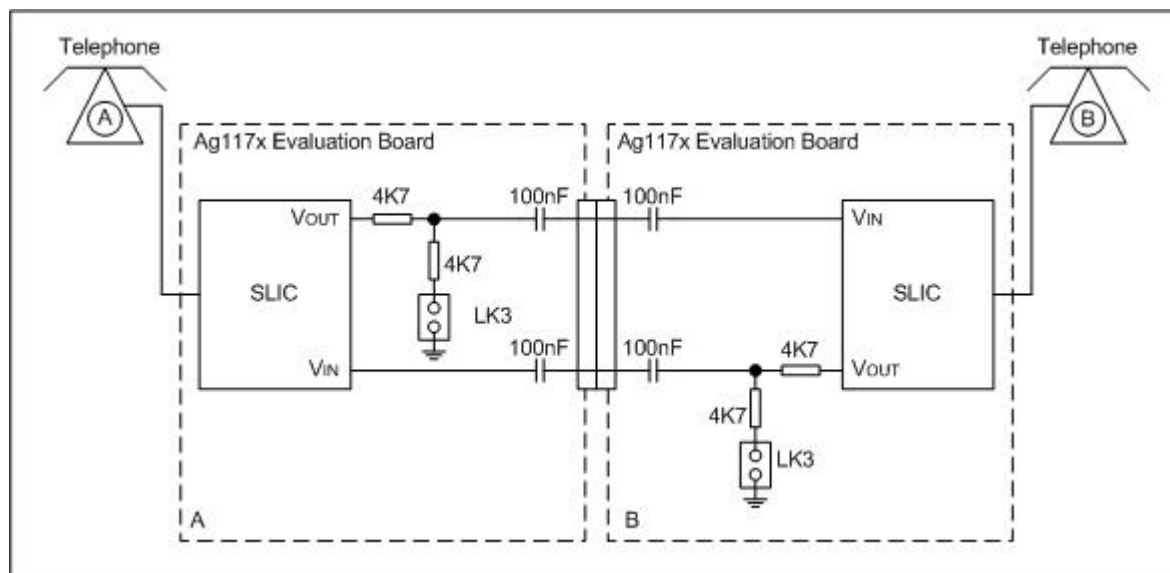 Telephone
Telephone
A
B
Ag117x Evaluation Board
Ag117x Evaluation Board
4K7
100nF
100nF
VOUT
VIN
4K7
SLIC
LK3
SLIC
100nF
100nF
4K7
VIN
VOUT
4K7
LK3
A
B